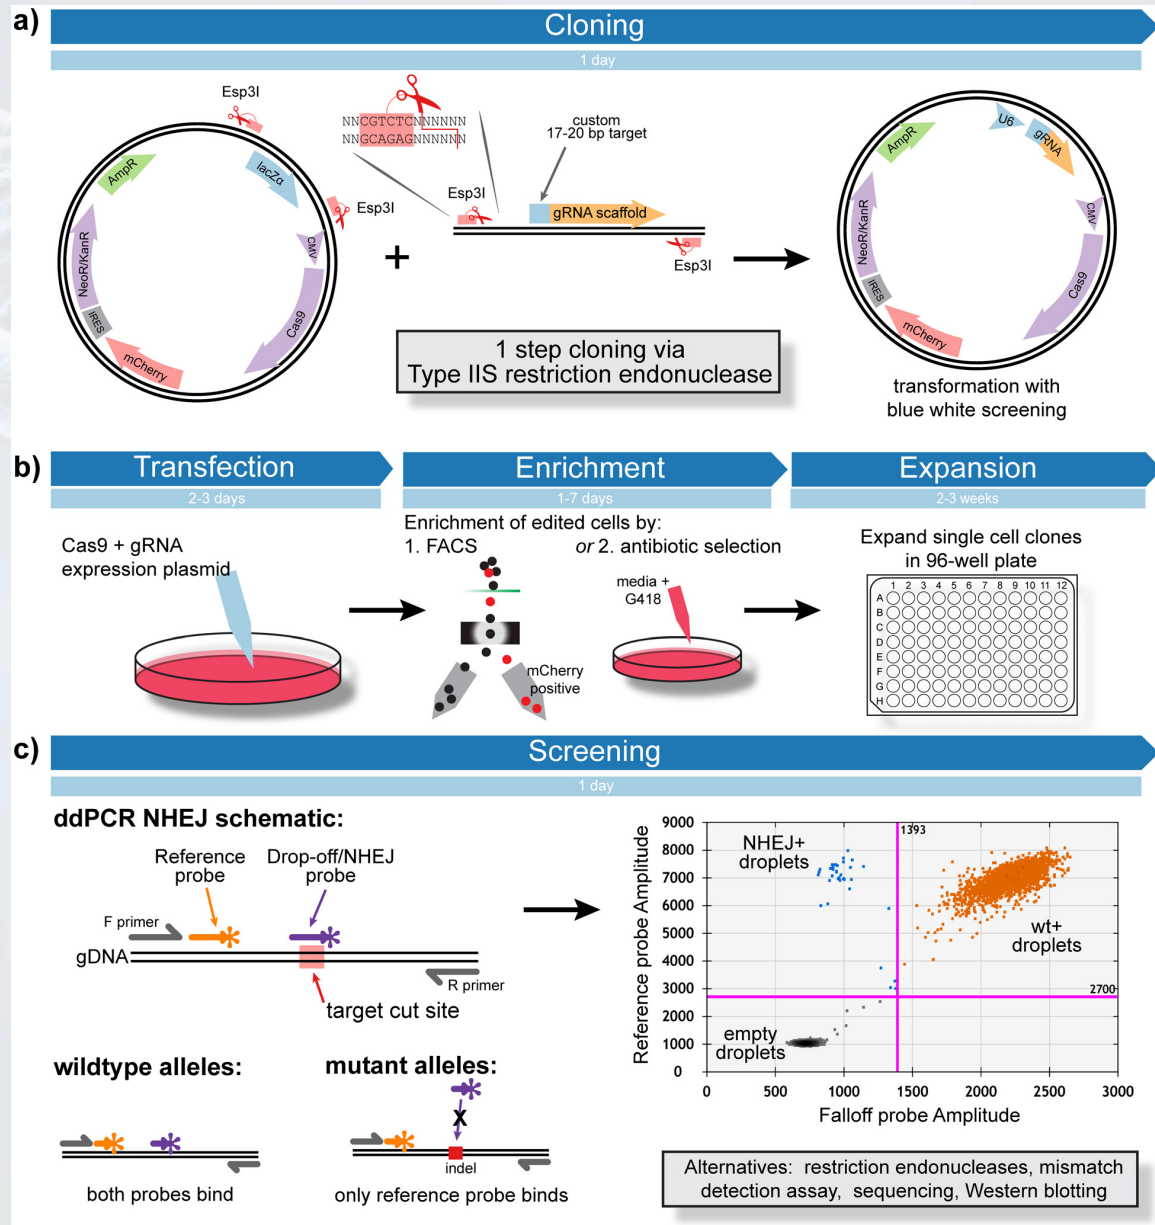 a)
Cloning
1 day
Esp3I
AmpR
lacZα
Esp3I
CMV
Cas9
mCherry
IRES
NeoR/KanR
+
NNCGTCTCNNNNNN
NNGCAGAGNNNNNN
custom
17-20 bp target
Esp3I
gRNA scaffold
Esp3I
1 step cloning via
Type IIS restriction endonuclease
AmpR
U6
gRNA
CMV
Cas9
mCherry
IRES
NeoR/KanR
transformation with
blue white screening
b)
Transfection
2-3 days
Cas9 + gRNA
expression plasmid
Enrichment
1-7 days
Enrichment of edited cells by:
1. FACS
or 2. antibiotic selection
mCherry
positive
media +
G418
Expansion
2-3 weeks
Expand single cell clones
in 96-well plate
1 2 3 4 5 6 7 8 9 10 11 12
A
B
C
D
E
F
G
H
c)
Screening
1 day
ddPCR NHEJ schematic:
Reference
probe
Drop-off/NHEJ
probe
F primer
gDNA
R primer
target cut site
wildtype alleles:
both probes bind
mutant alleles:
X
indel
only reference probe binds
Reference probe Amplitude
9000
8000
7000
6000
5000
4000
3000
2000
1000
0
1393
NHEJ+
droplets
wt+
droplets
2700
empty
droplets
0 500 1000 1500 2000 2500 3000
Falloff probe Amplitude
Alternatives: restriction endonucleases, mismatch
detection assay, sequencing, Western blotting